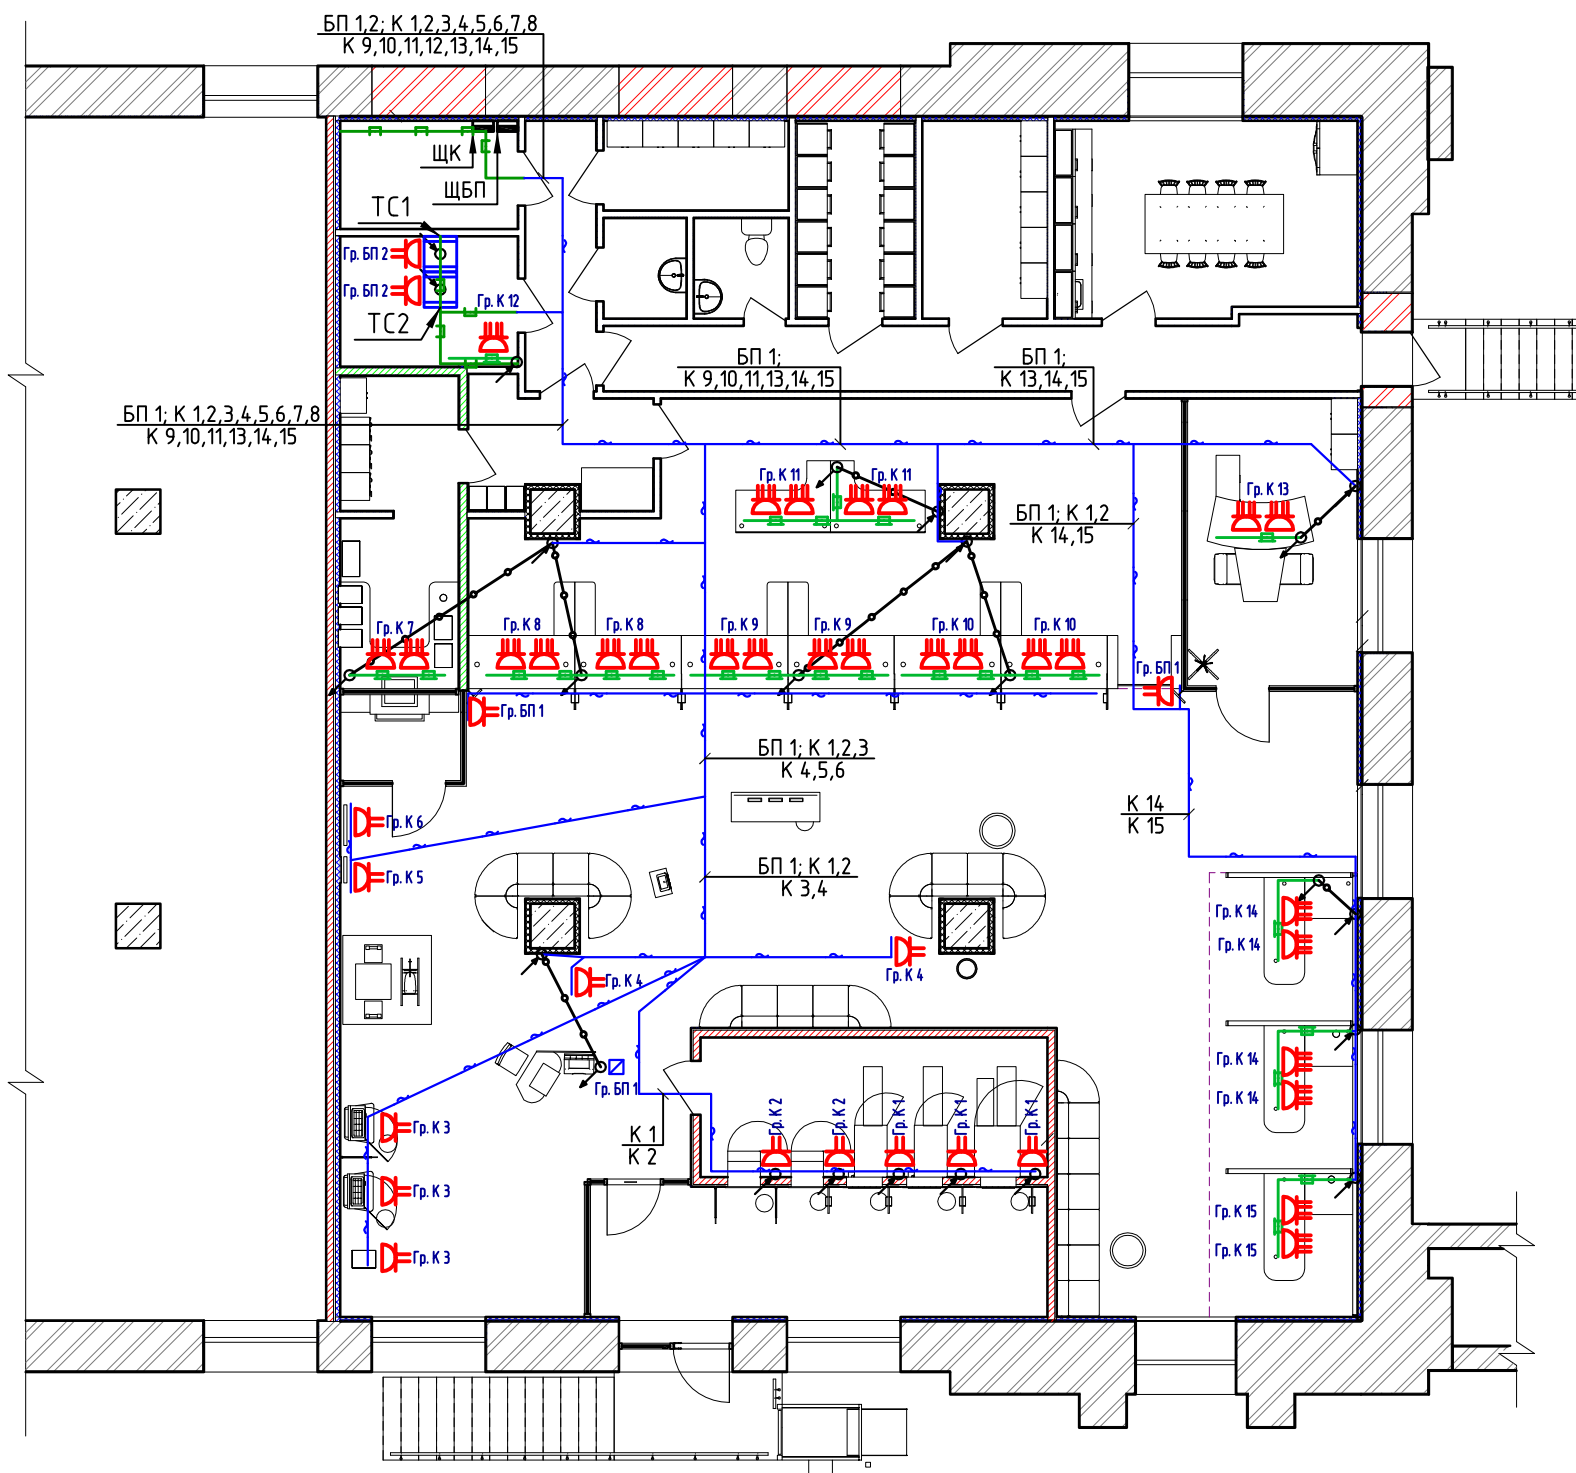 БП 1,2; К 1,2,3,4,5,6,7,8
К 9,10,11,12,13,14,15
ЩК
ЩБП
ТС1
Гр. БП 2
Гр. БП 2
Гр. К 12
ТС2
БП 1;
К 9,10,11,13,14,15
БП 1;
К 13,14,15
БП 1; К 1,2,3,4,5,6,7,8
К 9,10,11,13,14,15
Гр. К 11
Гр. К 11
Гр. К 13
БП 1; К 1,2
К 14,15
Гр. К 7
Гр. К 8
Гр. К 8
Гр. К 9
Гр. К 9
Гр. К 10
Гр. К 10
Гр. БП 1
Гр. БП 1
БП 1; К 1,2,3
К 4,5,6
К 14
К 15
Гр. К 6
Гр. К 5
БП 1; К 1,2
К 3,4
Гр. К 14
Гр. К 14
Гр. К 4
Гр. К 4
Гр. К 14
Гр. К 14
Гр. БП 1
Гр. К 3
К 1
К 2
Гр. К 2
Гр. К 2
Гр. К 1
Гр. К 1
Гр. К 1
Гр. К 3
Гр. К 15
Гр. К 15
Гр. К 3